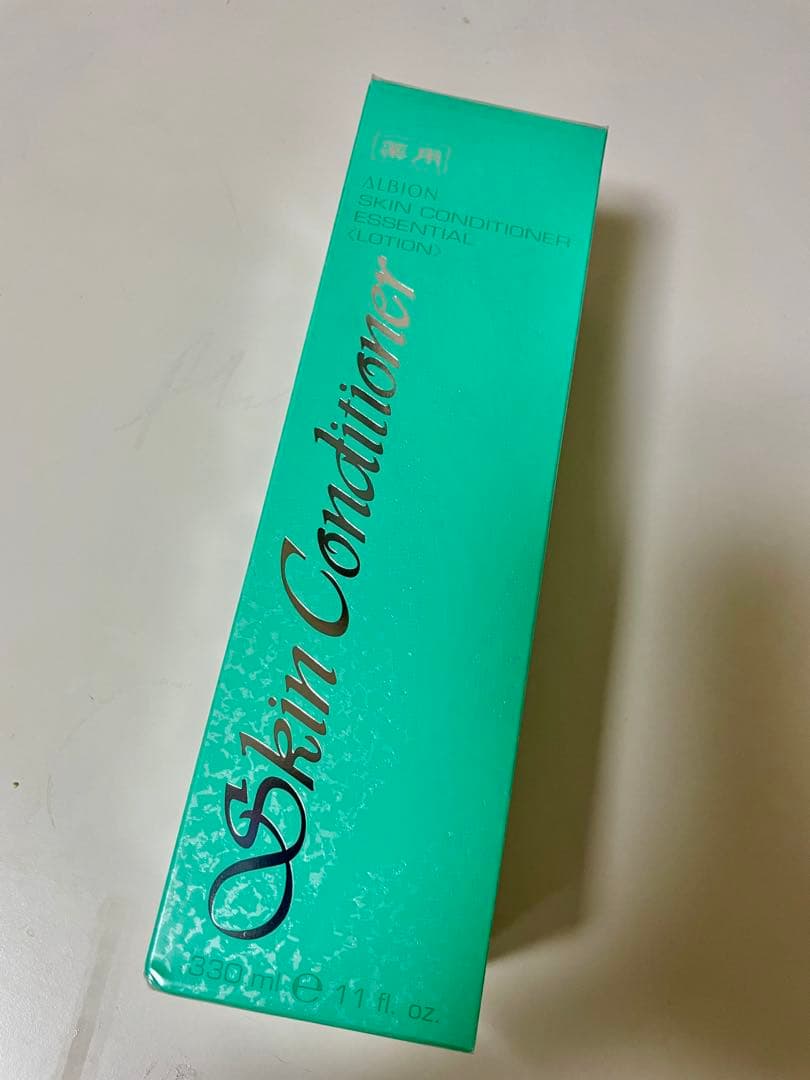 薬用
ALBION
SKIN CONDITIONER
ESSENTIAL
〈LOTION〉
Skin Conditioner
330 ml ℮ 11 fl. oz.